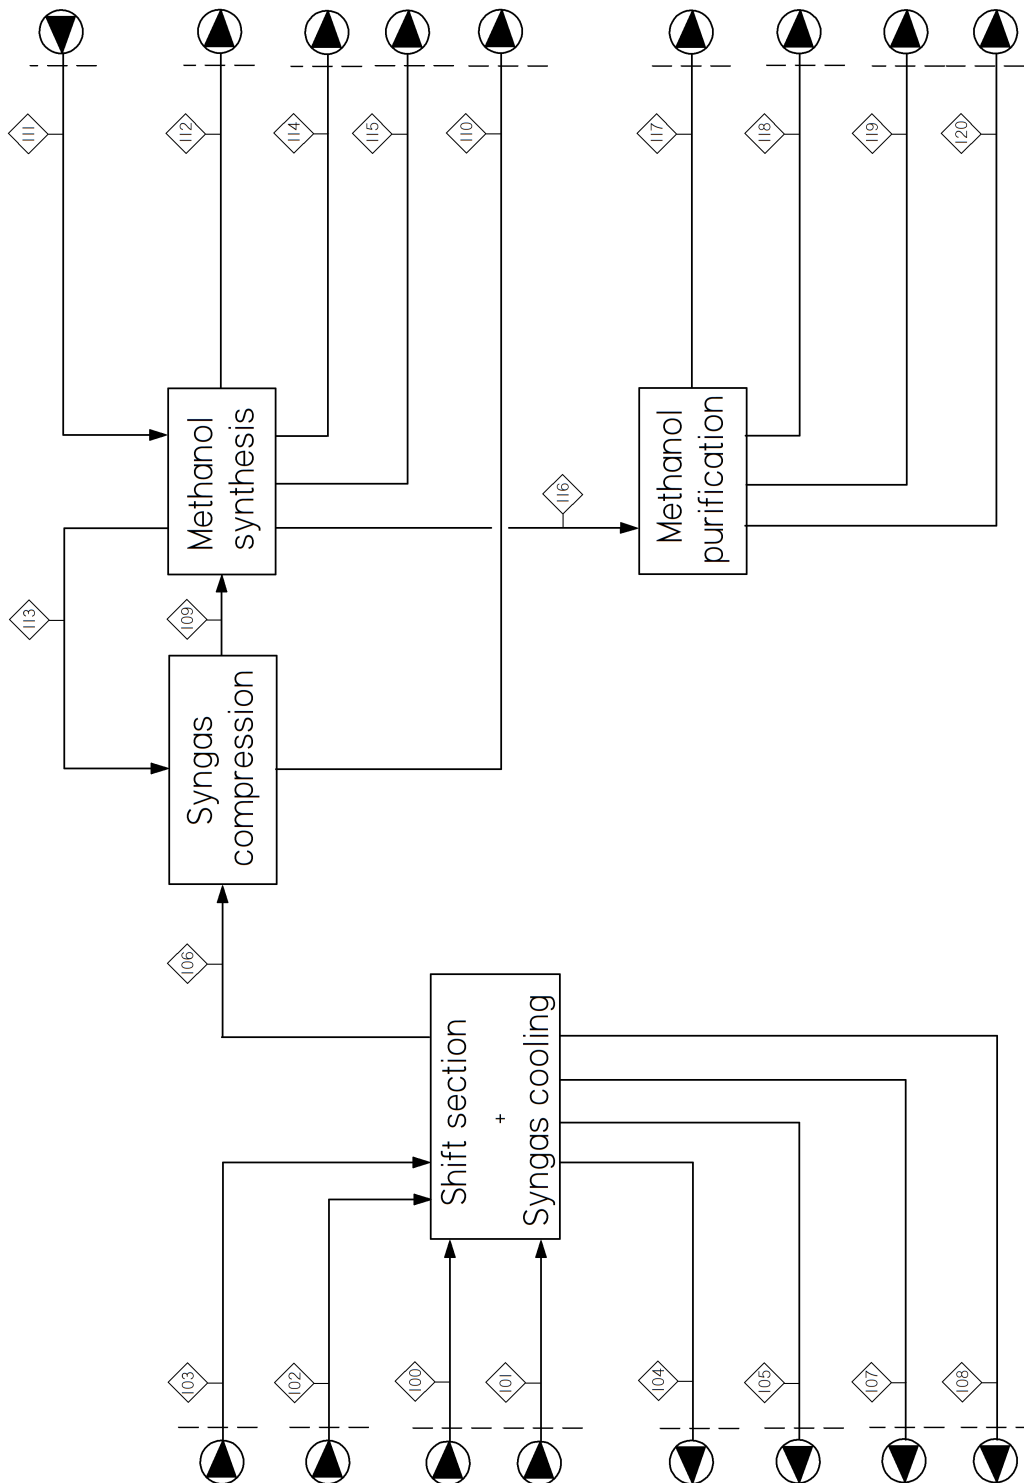 113
111
103
106
109
112
Syngas
compression
Methanol
synthesis
102
114
115
100
110
Shift section
+
Syngas cooling
101
116
104
117
Methanol
purification
105
118
107
119
108
120